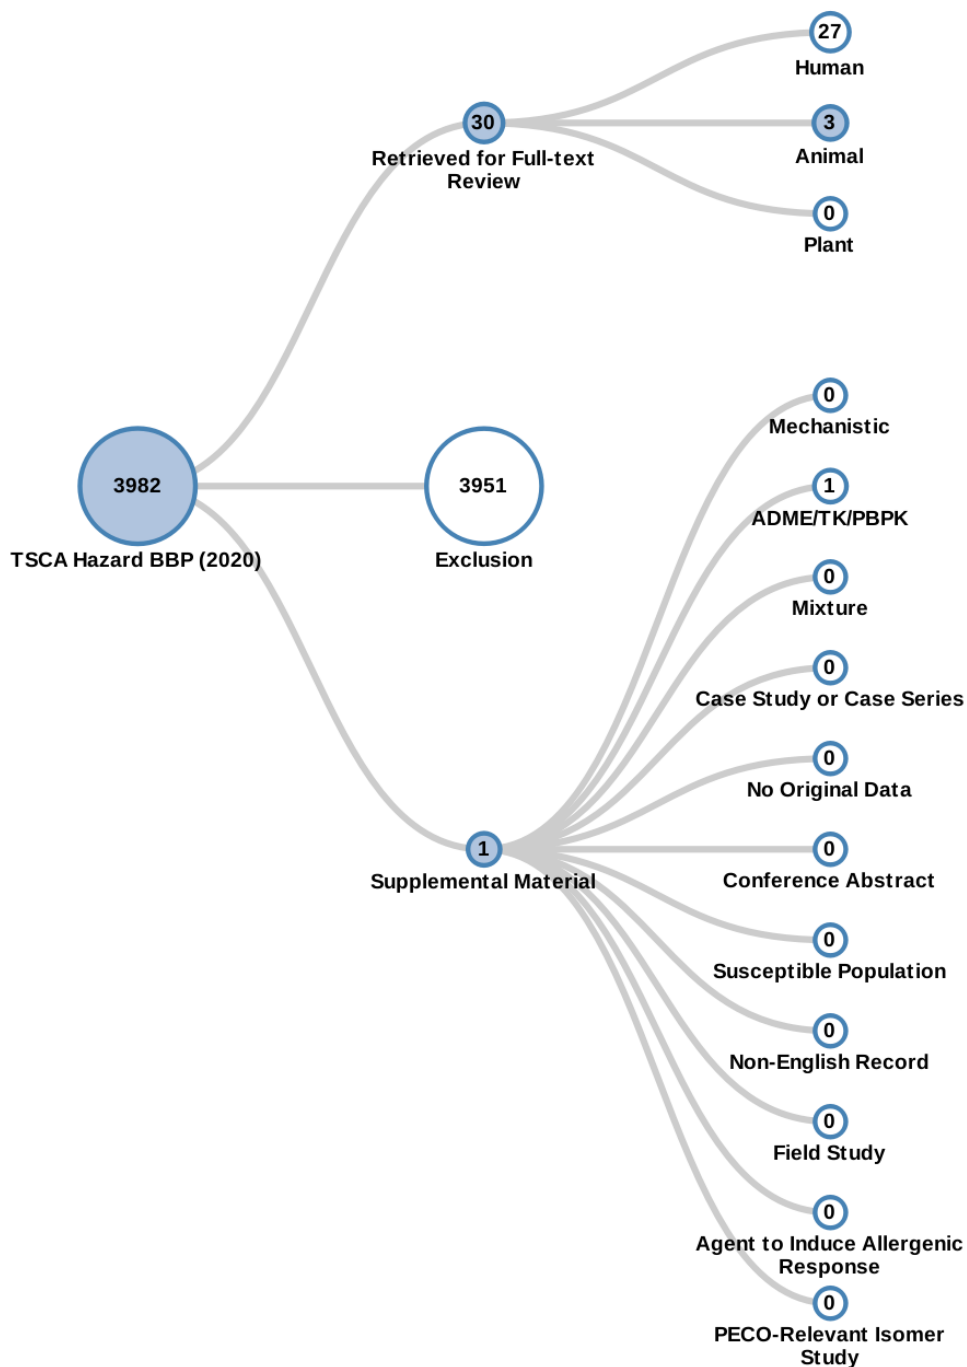 27
Human
30
Retrieved for Full-text
Review
3
Animal
0
Plant
3982
TSCA Hazard BBP (2020)
3951
Exclusion
1
Supplemental Material
0
Mechanistic
1
ADME/TK/PBPK
0
Mixture
0
Case Study or Case Series
0
No Original Data
0
Conference Abstract
0
Susceptible Population
0
Non-English Record
0
Field Study
0
Agent to Induce Allergenic
Response
0
PECO-Relevant Isomer
Study